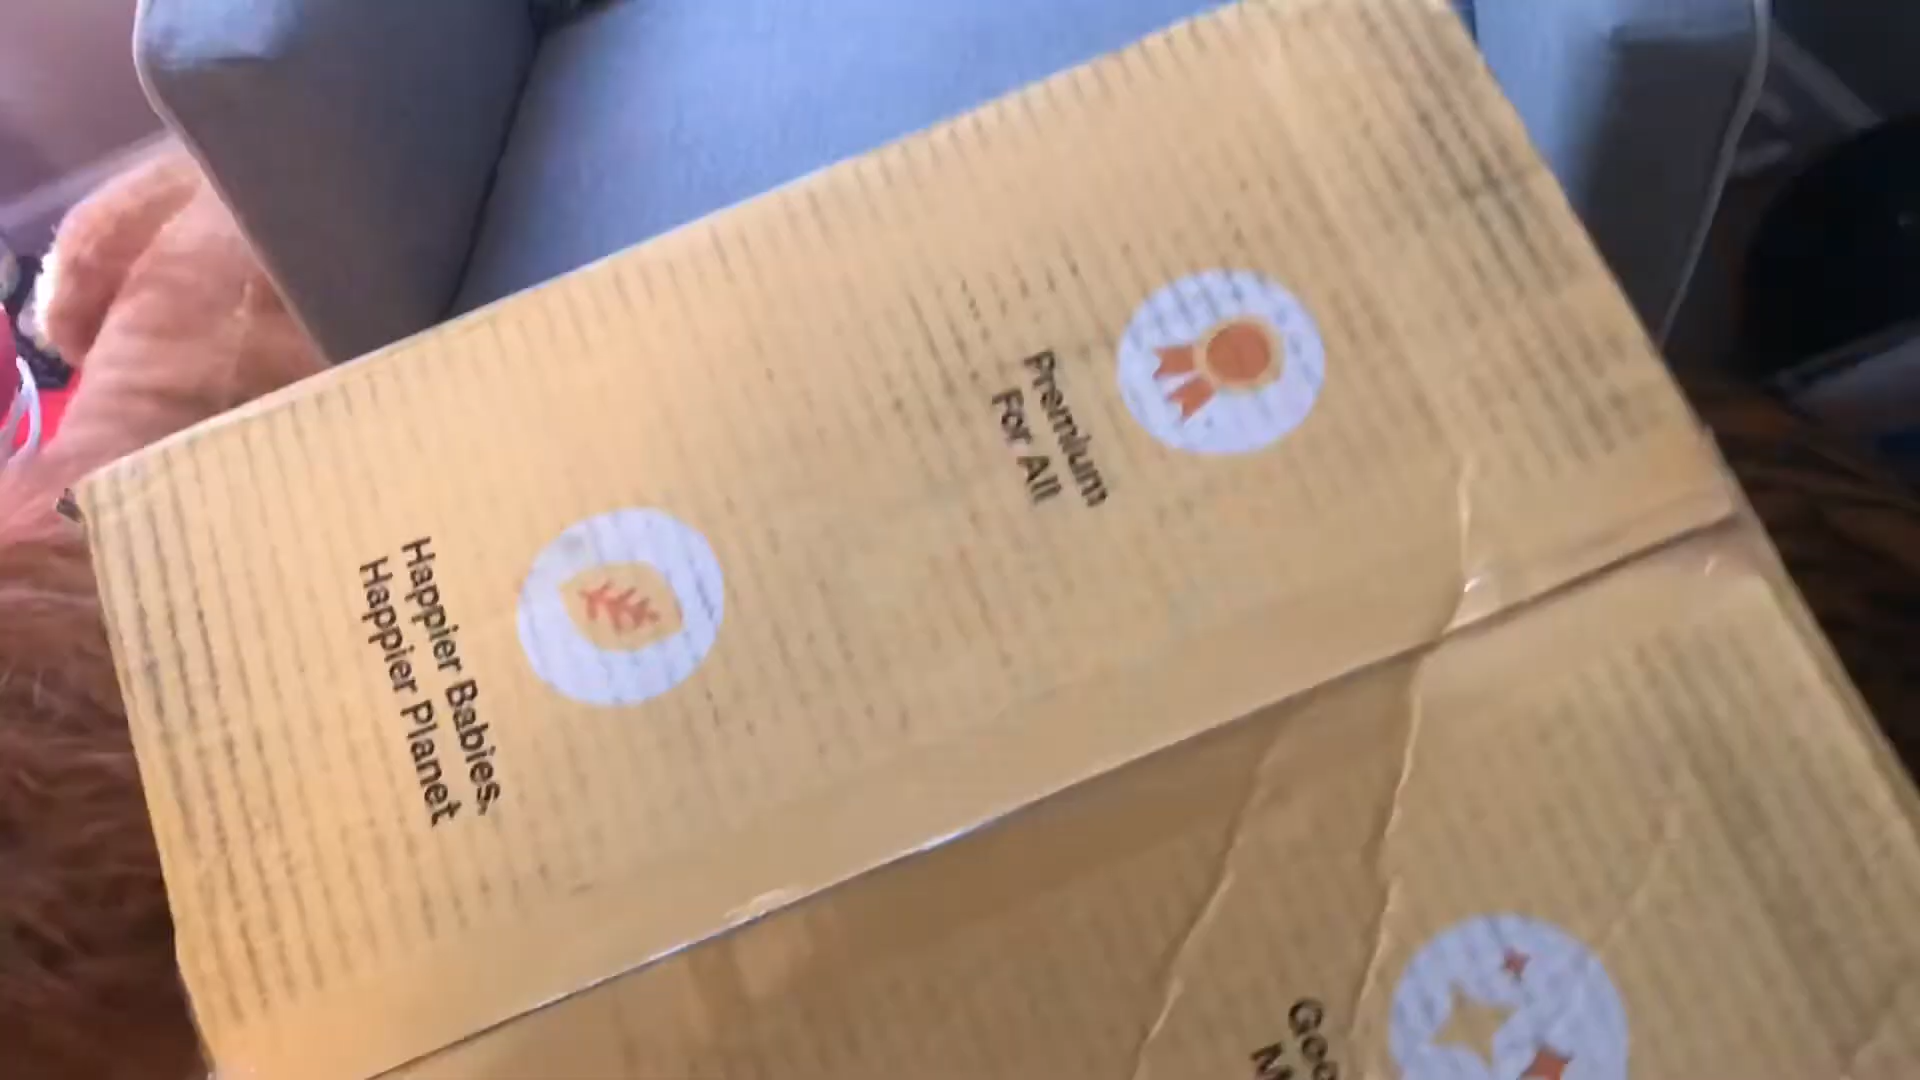 Premium
For All
Happier Babies,
Happier Planet